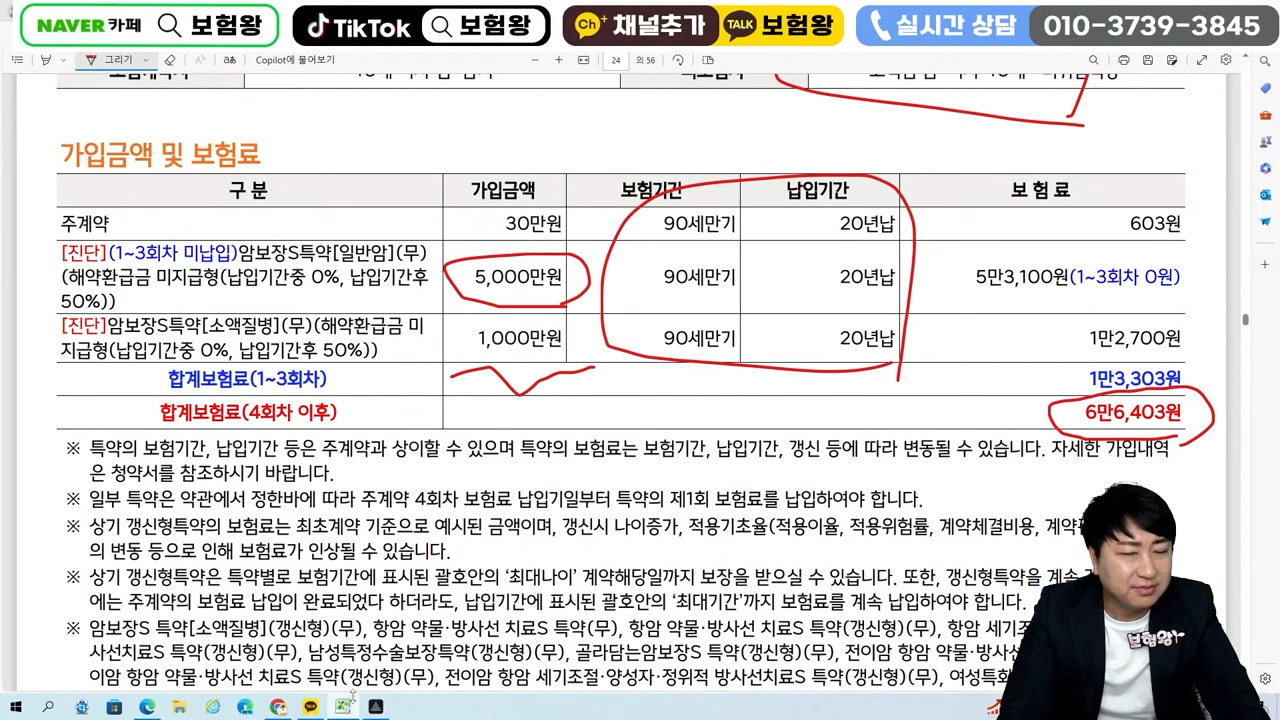 NAVER 카페 보험왕 TikTok 보험왕 Ch+ 채널추가 TALK 보험왕 실시간 상담 010-3739-3845
그리기 aあ Copilot에 물어보기 24 의 56
가입금액 및 보험료
구 분 가입금액 보험기간 납입기간 보 험 료
주계약 30만원 90세만기 20년납 603원
[진단](1~3회차 미납입)암보장S특약[일반암](무)
(해약환급금 미지급형(납입기간중 0%, 납입기간후 5,000만원 90세만기 20년납 5만3,100원(1~3회차 0원)
50%))
[진단]암보장S특약[소액질병](무)(해약환급금 미
지급형(납입기간중 0%, 납입기간후 50%)) 1,000만원 90세만기 20년납 1만2,700원
합계보험료(1~3회차) 1만3,303원
합계보험료(4회차 이후) 6만6,403원
※ 특약의 보험기간, 납입기간 등은 주계약과 상이할 수 있으며 특약의 보험료는 보험기간, 납입기간, 갱신 등에 따라 변동될 수 있습니다. 자세한 가입내역
은 청약서를 참조하시기 바랍니다.
※ 일부 특약은 약관에서 정한바에 따라 주계약 4회차 보험료 납입기일부터 특약의 제1회 보험료를 납입하여야 합니다.
※ 상기 갱신형특약의 보험료는 최초계약 기준으로 예시된 금액이며, 갱신시 나이증가, 적용기초율(적용이율, 적용위험률, 계약체결비용,
의 변동 등으로 인해 보험료가 인상될 수 있습니다.
※ 상기 갱신형특약은 특약별로 보험기간에 표시된 괄호안의 ‘최대나이’ 계약해당일까지 보장을 받으실 수 있습니다. 또한, 갱신형특약을 계속
에는 주계약의 보험료 납입이 완료되었다 하더라도, 납입기간에 표시된 괄호안의 ‘최대기간’까지 보험료를 계속 납입하여야 합니다.
※ 암보장S 특약[소액질병](갱신형)(무), 항암 약물·방사선 치료S 특약(무), 항암 약물·방사선 치료S 특약(갱신형)(무), 항암 세기조
사선치료S 특약(갱신형)(무), 남성특정수술보장특약(갱신형)(무), 골라담는암보장S 특약(갱신형)(무), 전이암 항암 약물·방사선
이암 항암 약물·방사선 치료S 특약(갱신형)(무), 전이암 항암 세기조절·양성자·정위적 방사선치료S 특약(갱신형)(무), 여성특화
보험왕